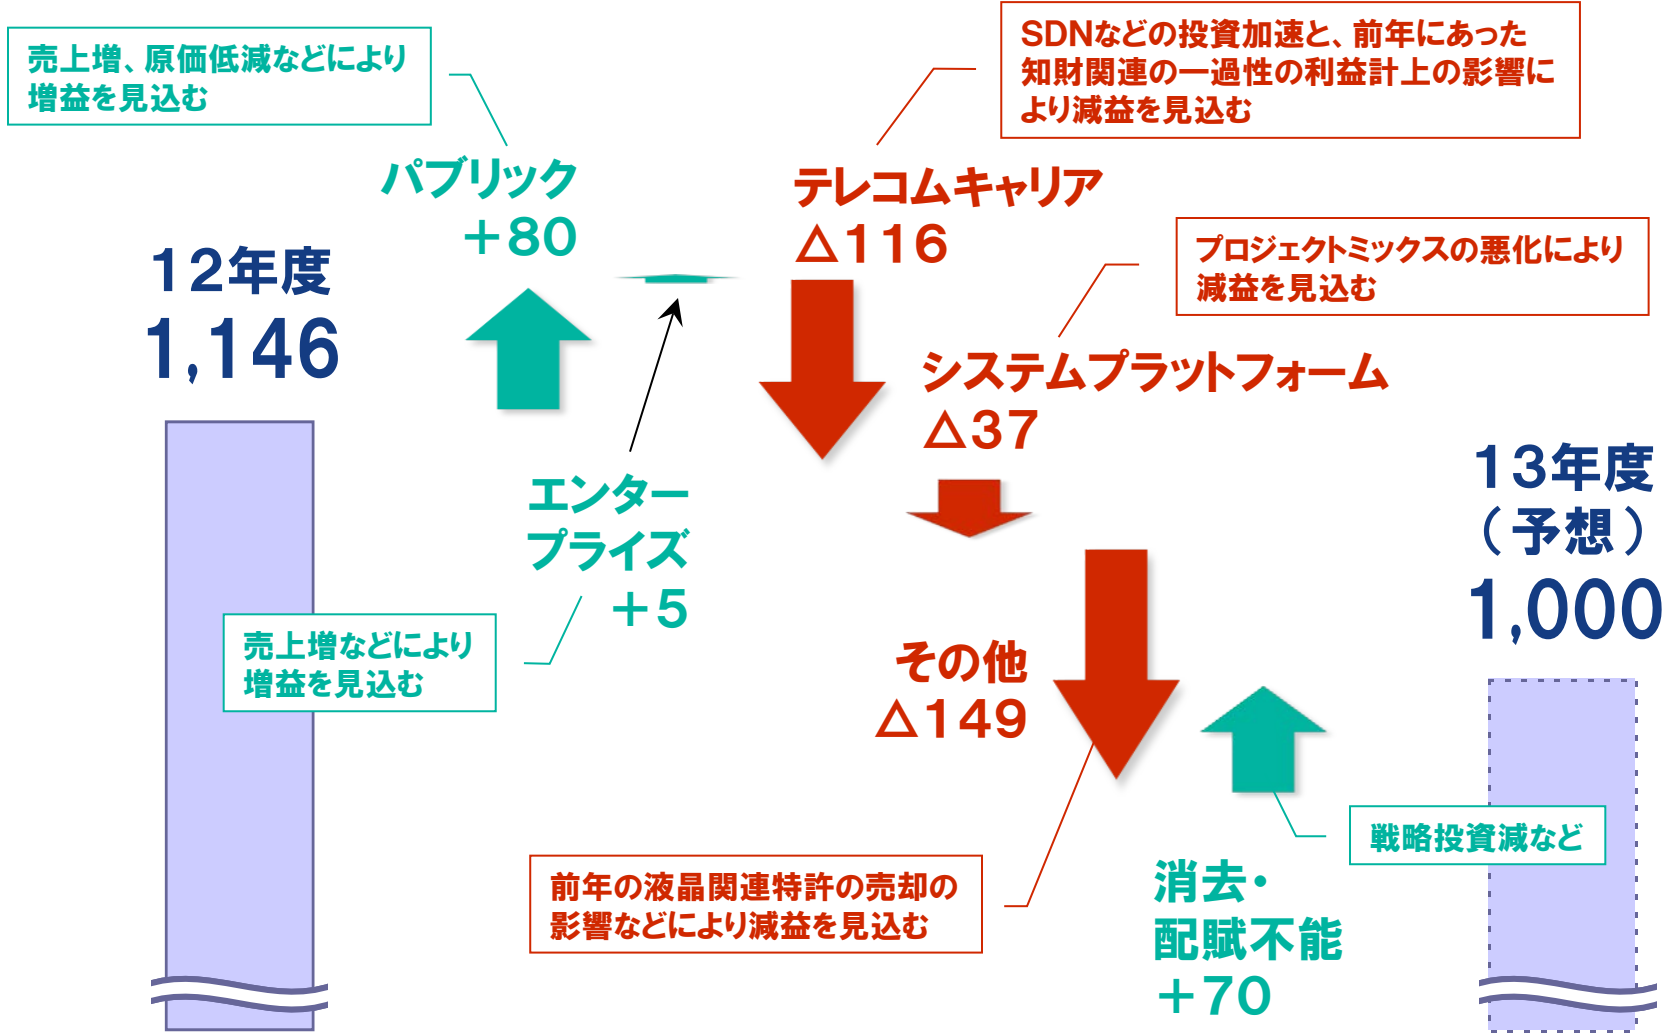 売上増、原価低減などにより
増益を見込む
SDNなどの投資加速と、前年にあった
知財関連の一過性の利益計上の影響に
より減益を見込む
パブリック
＋80
テレコムキャリア
△116
プロジェクトミックスの悪化により
減益を見込む
12年度
1,146
システムプラットフォーム
△37
エンター
プライズ
＋5
13年度
（予想）
1,000
売上増などにより
増益を見込む
その他
△149
戦略投資減など
前年の液晶関連特許の売却の
影響などにより減益を見込む
消去・
配賦不能
＋70